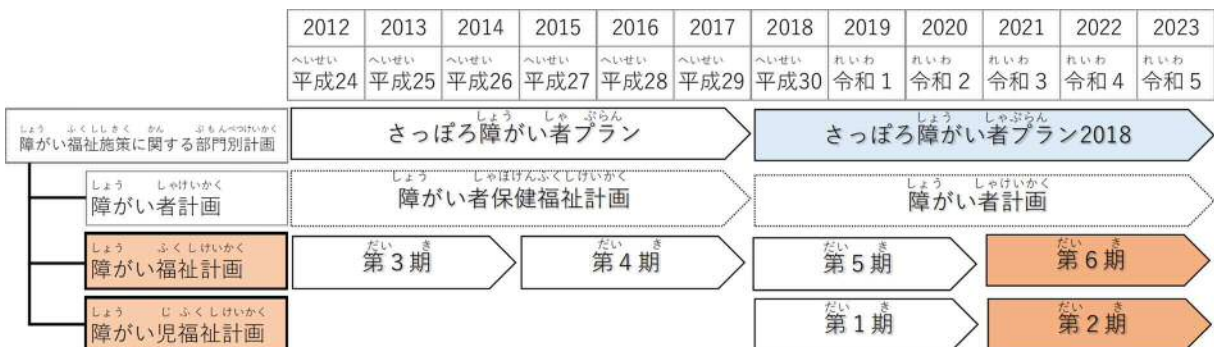 2012 2013 2014 2015 2016 2017 2018 2019 2020 2021 2022 2023
へいせい へいせい へいせい へいせい へいせい へいせい へいせい れいわ れいわ れいわ れいわ れいわ
平成24 平成25 平成26 平成27 平成28 平成29 平成30 令和1 令和2 令和3 令和4 令和5
しょう ふくししさく かん ぶもんべつけいかく しょう しゃ ぷらん しょう しゃぷらん
障がい福祉施策に関する部門別計画 さっぽろ障がい者プラン さっぽろ障がい者プラン2018
しょう しゃけいかく しょう しゃほけんふくしけいかく しょう しゃけいかく
障がい者計画 障がい者保健福祉計画 障がい者計画
しょう ふくしけいかく だい き だい き だい き だい き
障がい福祉計画 第3期 第4期 第5期 第6期
しょう じふくしけいかく だい き だい き
障がい児福祉計画 第1期 第2期